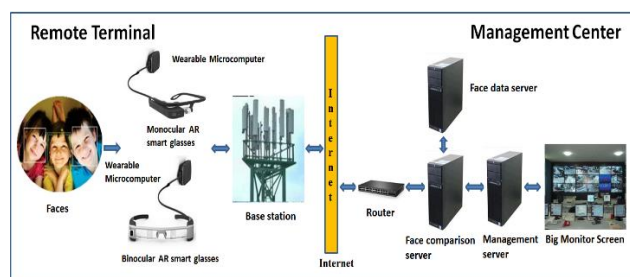 Remote Terminal
Management Center
Wearable Microcomputer
Monocular AR
smart glasses
Wearable
Microcomputer
Faces
Binocular AR smart glasses
Base station
Internet
Internet
Router
Face data server
Face comparison
server
Management
server
Big Monitor Screen